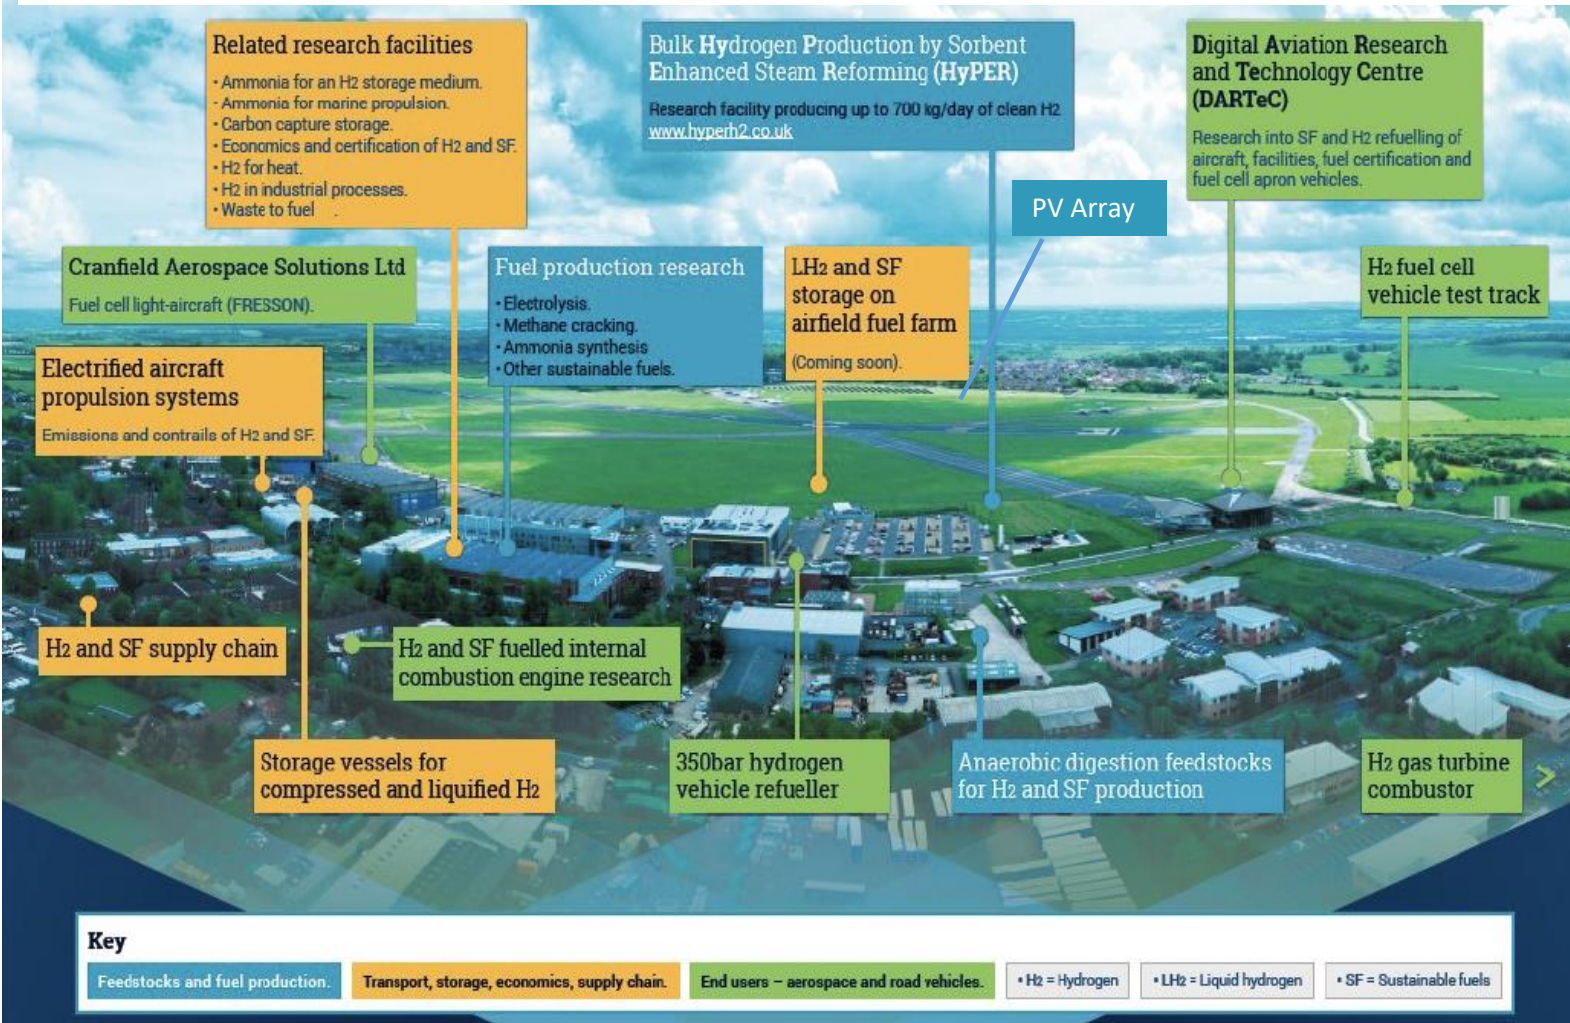 Related research facilities
• Ammonia for an H2 storage medium.
• Ammonia for marine propulsion.
• Carbon capture storage.
• Economics and certification of H2 and SF.
• H2 for heat.
• H2 in industrial processes.
• Waste to fuel .
Bulk Hydrogen Production by Sorbent
Enhanced Steam Reforming (HyPER)
Research facility producing up to 700 kg/day of clean H2
www.hyperh2.co.uk
Digital Aviation Research
and Technology Centre
(DARTeC)
Research into SF and H2 refuelling of
aircraft, facilities, fuel certification and
fuel cell apron vehicles.
PV Array
Cranfield Aerospace Solutions Ltd
Fuel cell light-aircraft (FRESSON).
Fuel production research
• Electrolysis.
• Methane cracking.
• Ammonia synthesis
• Other sustainable fuels.
LH2 and SF
storage on
airfield fuel farm
(Coming soon).
H2 fuel cell
vehicle test track
Electrified aircraft
propulsion systems
Emissions and contrails of H2 and SF.
H2 and SF supply chain
H2 and SF fuelled internal
combustion engine research
Storage vessels for
compressed and liquified H2
350bar hydrogen
vehicle refueller
Anaerobic digestion feedstocks
for H2 and SF production
H2 gas turbine
combustor
>
Key
Feedstocks and fuel production.
Transport, storage, economics, supply chain.
End users – aerospace and road vehicles.
• H2 = Hydrogen
• LH2 = Liquid hydrogen
• SF = Sustainable fuels